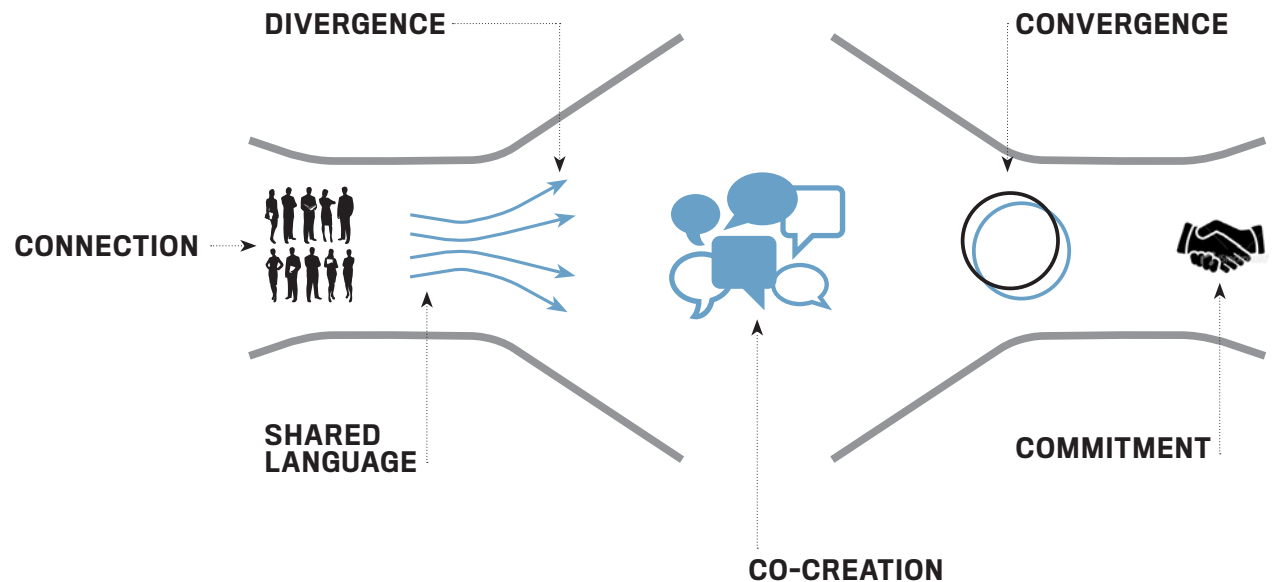 DIVERGENCE
CONVERGENCE
CONNECTION
SHARED
LANGUAGE
COMMITMENT
CO-CREATION